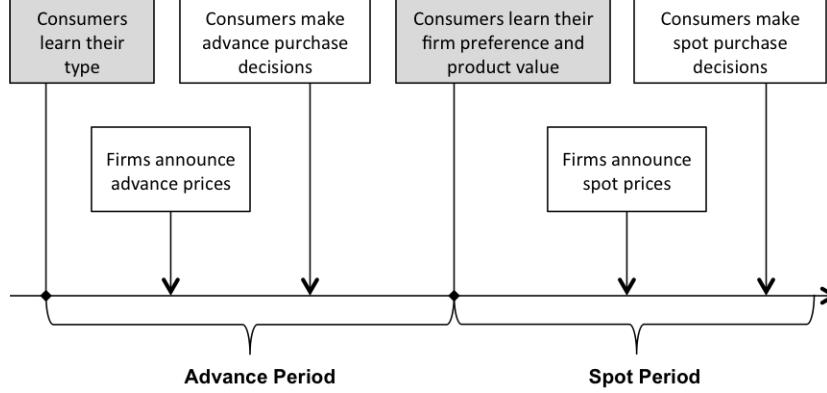 Consumers
learn their
type
Consumers make
advance purchase
decisions
Consumers learn their
firm preference and
product value
Consumers make
spot purchase
decisions
Firms announce
advance prices
Firms announce
spot prices
Advance Period
Spot Period